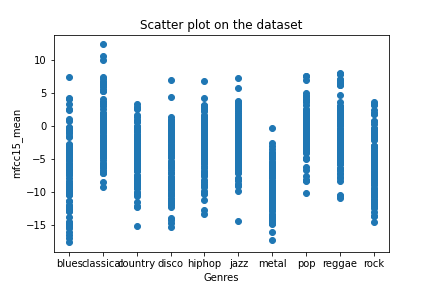 Scatter plot on the dataset
mfcc15_mean
10
5
0
−5
−10
−15
blues classical country disco hiphop jazz metal pop reggae rock
Genres